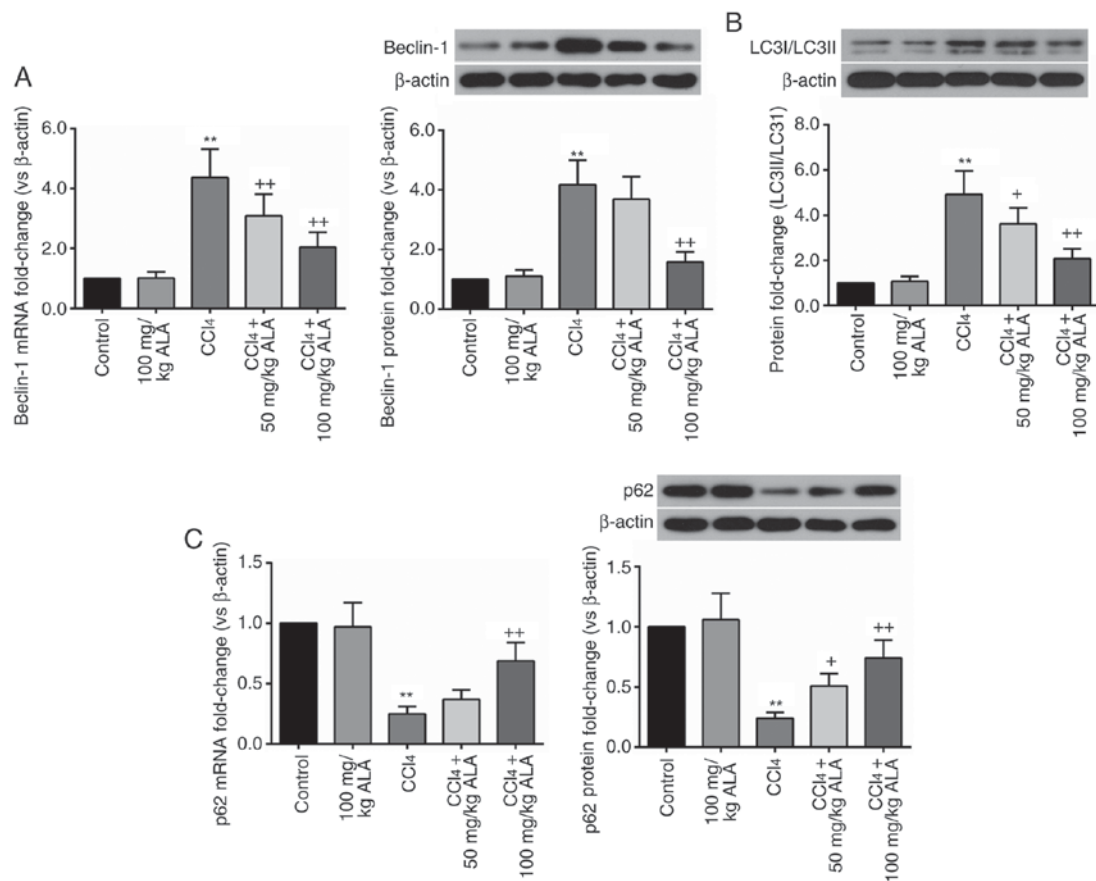 A
Beclin-1 mRNA fold-change (vs β-actin)
6.0
4.0
2.0
0.0
**
++
++
Control
100 mg/
kg ALA
CCl4
CCl4 +
50 mg/kg ALA
CCl4 +
100 mg/kg ALA
Beclin-1
β-actin
Beclin-1 protein fold-change (vs β-actin)
6.0
4.0
2.0
0.0
**
++
Control
100 mg/
kg ALA
CCl4
CCl4 +
50 mg/kg ALA
CCl4 +
100 mg/kg ALA
B
LC3I/LC3II
β-actin
Protein fold-change (LC3II/LC31)
8.0
6.0
4.0
2.0
0.0
**
+
++
Control
100 mg/
kg ALA
CCl4
CCl4 +
50 mg/kg ALA
CCl4 +
100 mg/kg ALA
C
p62 mRNA fold-change (vs β-actin)
1.5
1.0
0.5
0.0
**
++
Control
100 mg/
kg ALA
CCl4
CCl4 +
50 mg/kg ALA
CCl4 +
100 mg/kg ALA
p62
β-actin
p62 protein fold-change (vs β-actin)
1.5
1.0
0.5
0.0
**
+
++
Control
100 mg/
kg ALA
CCl4
CCl4 +
50 mg/kg ALA
CCl4 +
100 mg/kg ALA